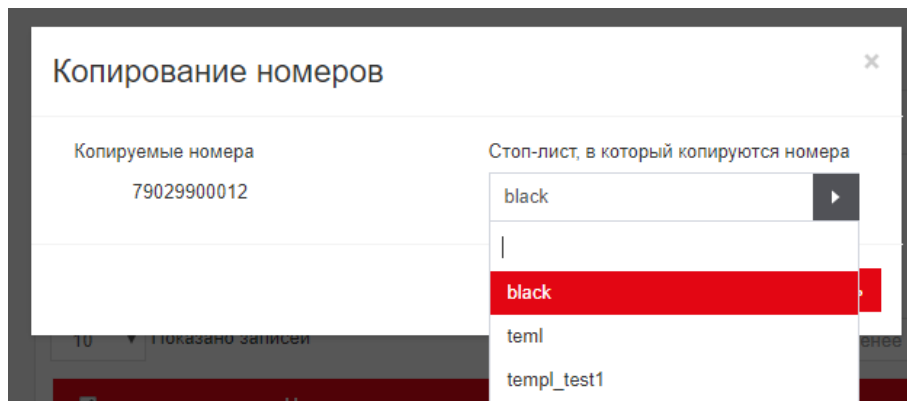 Копирование номеров
×
Копируемые номера
Стоп-лист, в который копируются номера
79029900012
black
black
teml
10
Показано записей
templ_test1